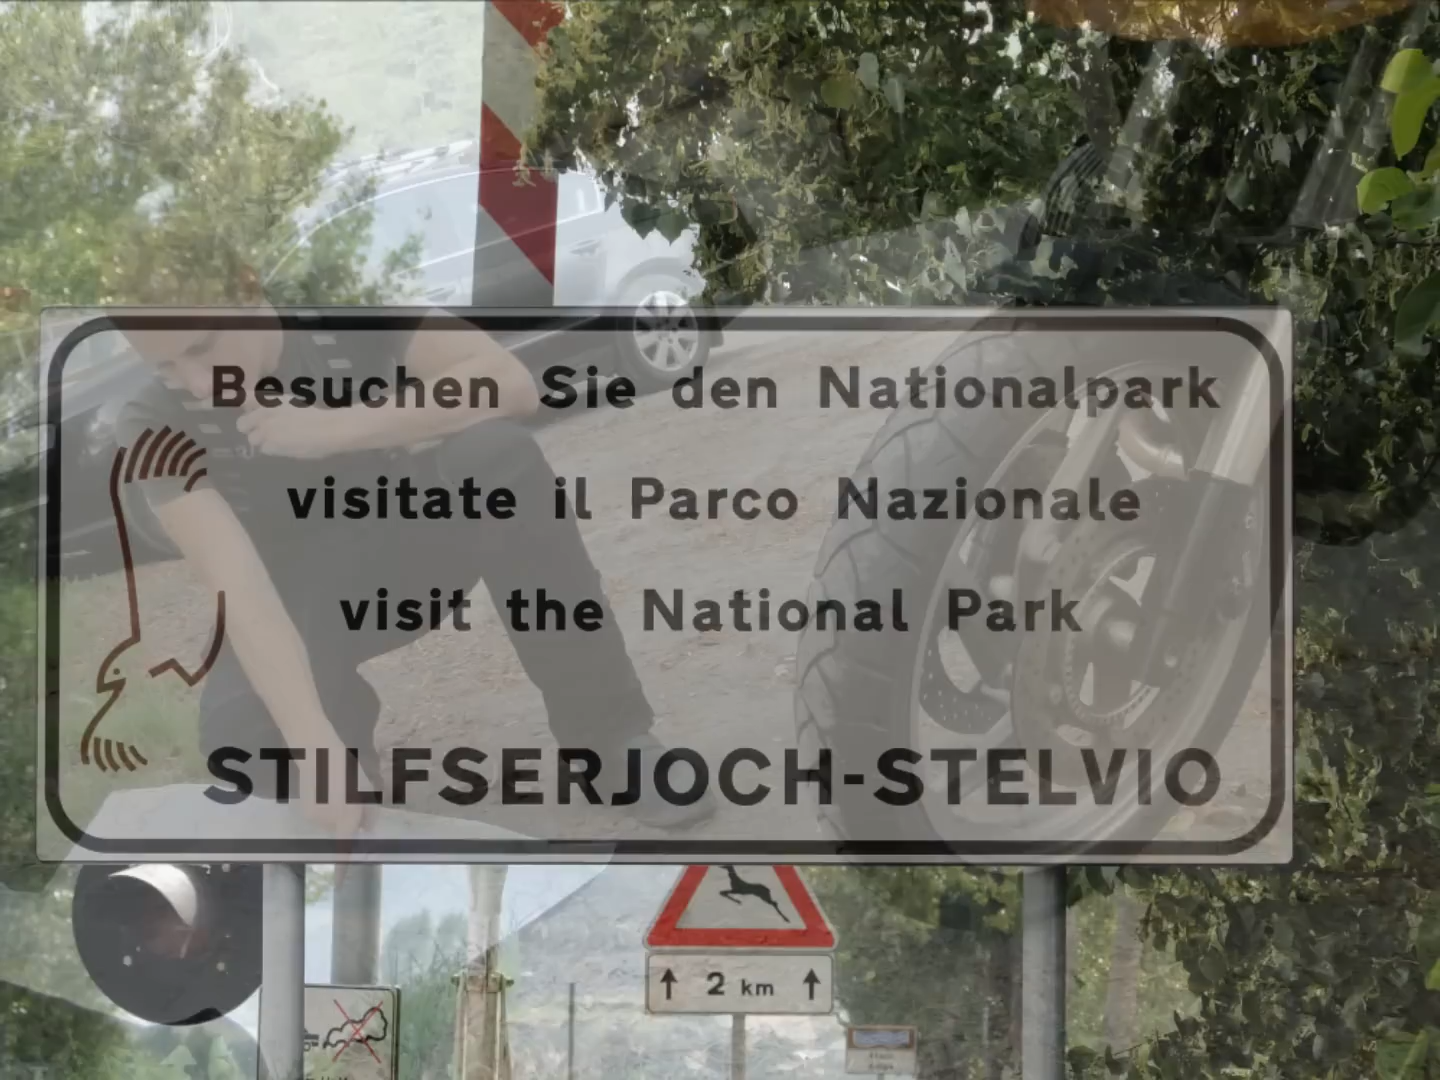 Besuchen Sie den Nationalpark
visitate il Parco Nazionale
visit the National Park
STILFSERJOCH-STELVIO
2 km